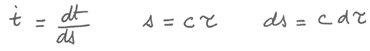 ṫ = dt/ds    s = cτ    ds = c dτ